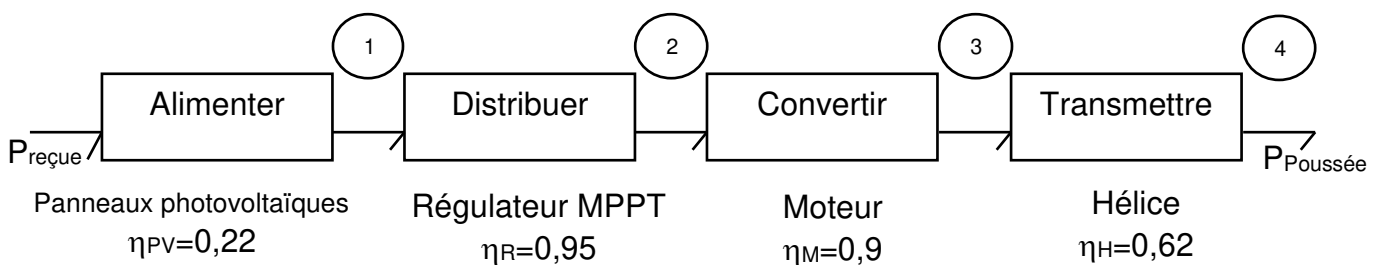 1 2 3 4
Alimenter Distribuer Convertir Transmettre
Preçue PPoussée
Panneaux photovoltaïques Régulateur MPPT Moteur Hélice
ηPV=0,22 ηR=0,95 ηM=0,9 ηH=0,62